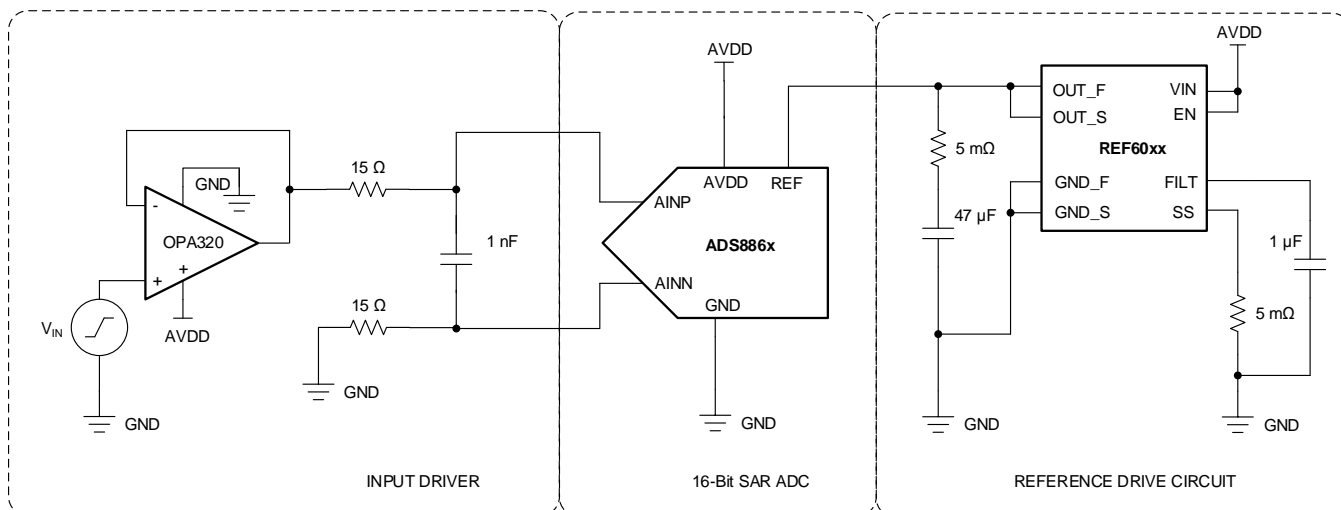 GND
OPA320
-
+
+
V_IN
AVDD
GND
15 Ω
1 nF
15 Ω
GND
INPUT DRIVER
AVDD
AVDD
REF
AINP
ADS886x
AINN
GND
GND
16-Bit SAR ADC
5 mΩ
47 µF
GND
AVDD
OUT_F
VIN
OUT_S
EN
REF60xx
GND_F
FILT
GND_S
SS
1 µF
5 mΩ
GND
REFERENCE DRIVE CIRCUIT